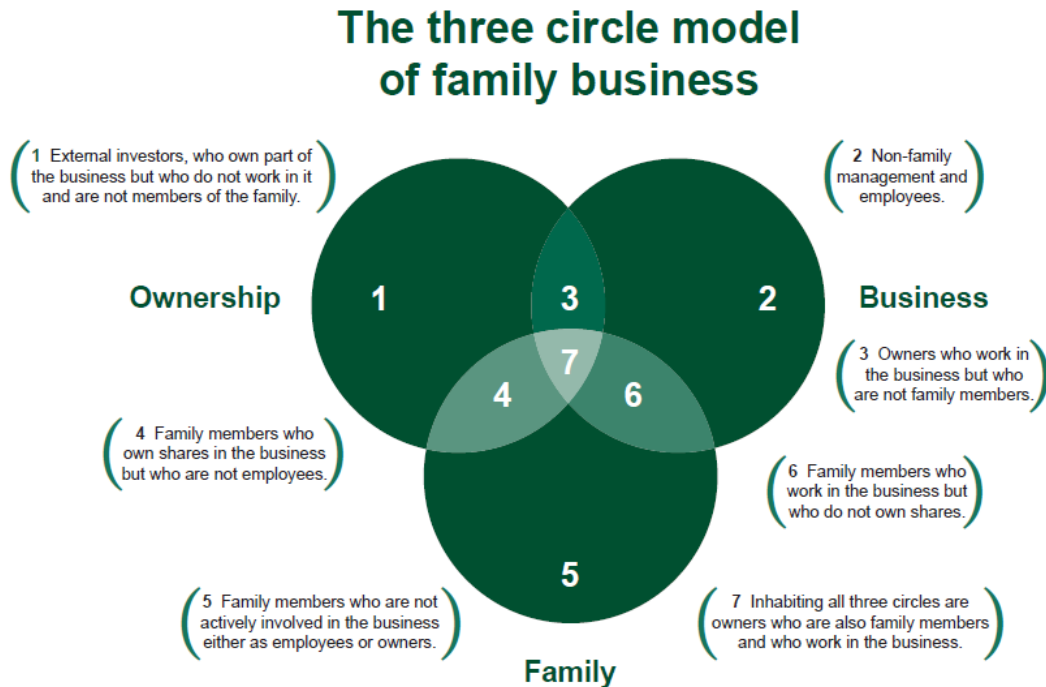 The three circle model
of family business
1 External investors, who own part of
the business but who do not work in it
and are not members of the family.
2 Non-family
management and
employees.
Ownership
1
3
2
Business
7
4
6
3 Owners who work in
the business but who
are not family members.
4 Family members who
own shares in the business
but who are not employees.
6 Family members who
work in the business but
who do not own shares.
5
5 Family members who are not
actively involved in the business
either as employees or owners.
7 Inhabiting all three circles are
owners who are also family members
and who work in the business.
Family